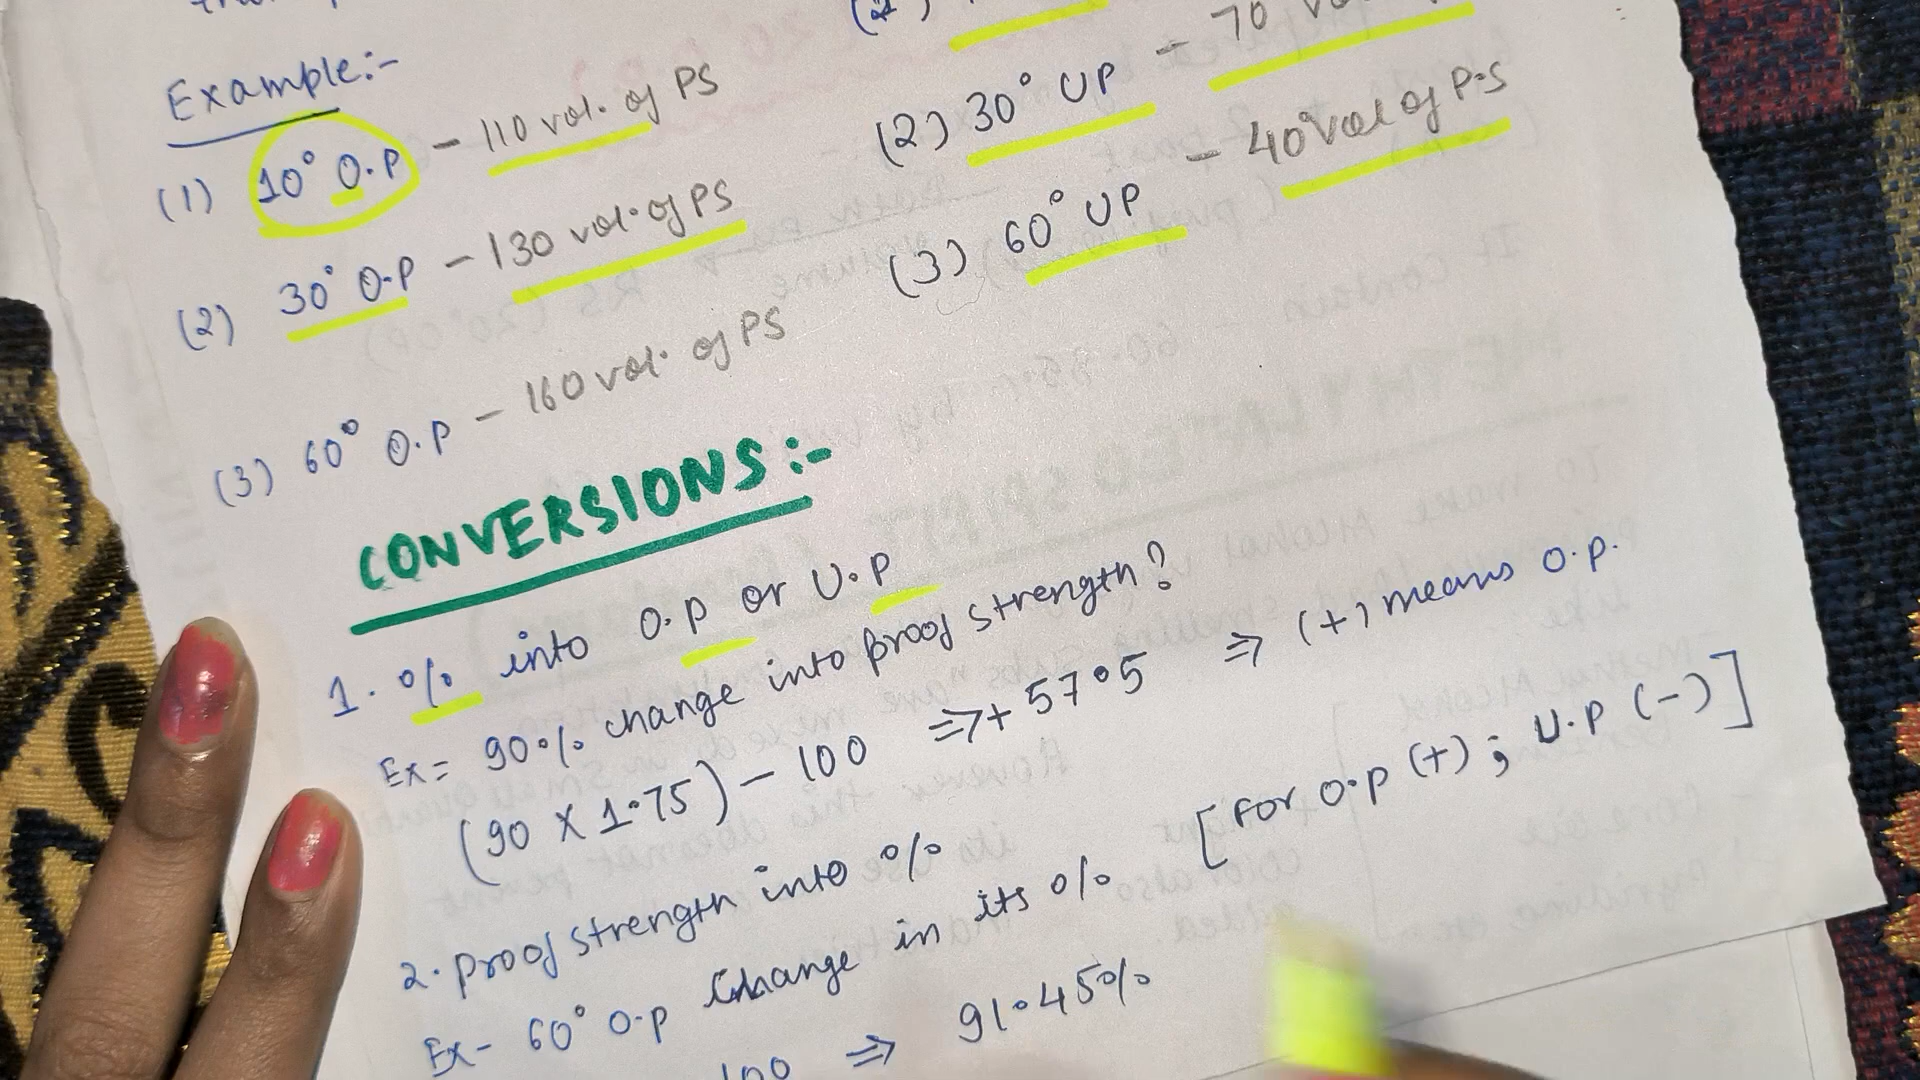 Example:-
(1) 10° O.P - 110 vol. of PS
(2) 30° O.P - 130 vol. of PS
(3) 60° O.P - 160 vol. of PS
(2)
70
(2) 30° UP
(3) 60° UP - 40 vol of P.S
CONVERSIONS:-
1. % into O.P or U.P
Ex= 90% change into proof strength?
(90 X 1.75) - 100 => + 57.5 => (+) means O.P.
2. proof strength into % [For O.P (+) ; U.P (-)]
Ex- 60° O.P change in its %
100 => 91.45%